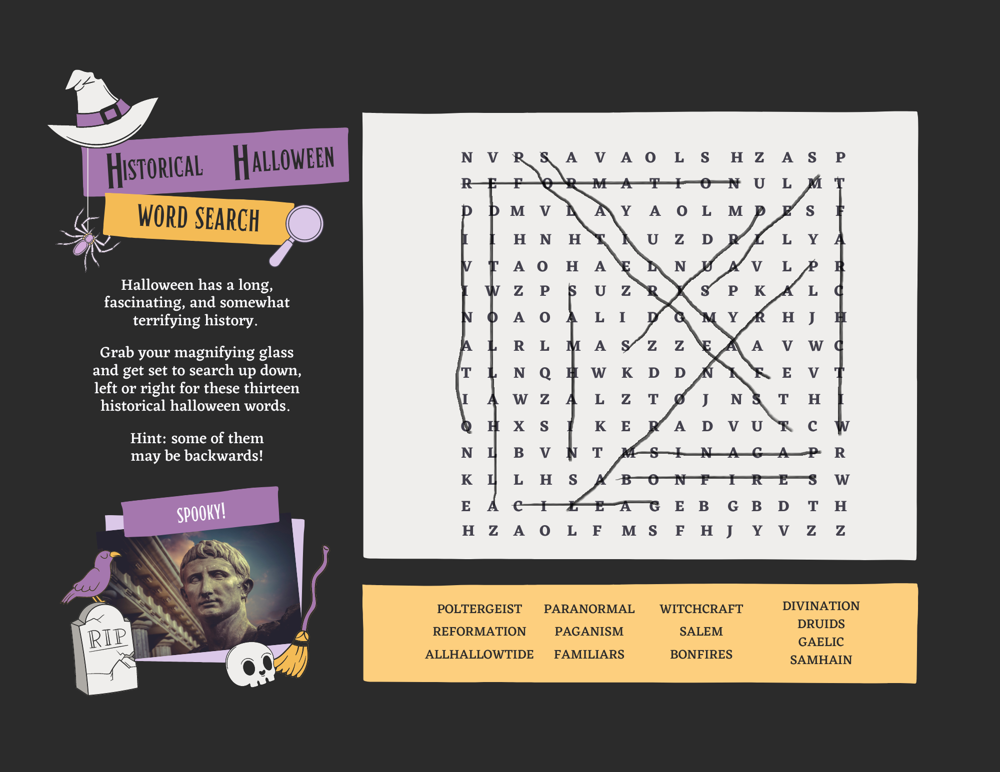 HISTORICAL HALLOWEEN
WORD SEARCH
Halloween has a long,
fascinating, and somewhat
terrifying history.
Grab your magnifying glass
and get set to search up down,
left or right for these thirteen
historical halloween words.
Hint: some of them
may be backwards!
SPOOKY!
RIP
N V P S A V A O L S H Z A S P
R E F O R M A T I O N U L M T
D D M V L A Y A O L M D E S F
I I H N H T I U Z D R L L Y A
V T A O H A E L N U A V L P R
I W Z P S U Z R I S P K A L C
N O A O A L I D G M Y R H J H
A L R L M A S Z Z E A A V W C
T L N Q H W K D D N I F E V T
I A W Z A L Z T O J N S T H I
Q H X S I K E R A D V U T C W
N L B V N T M S I N A G A P R
K L L H S A B O N F I R E S W
E A C I L E A G E B G B D T H
H Z A O L F M S F H J Y V Z Z
POLTERGEIST PARANORMAL WITCHCRAFT DIVINATION
REFORMATION PAGANISM SALEM DRUIDS
ALLHALLOWTIDE FAMILIARS BONFIRES GAELIC
SAMHAIN